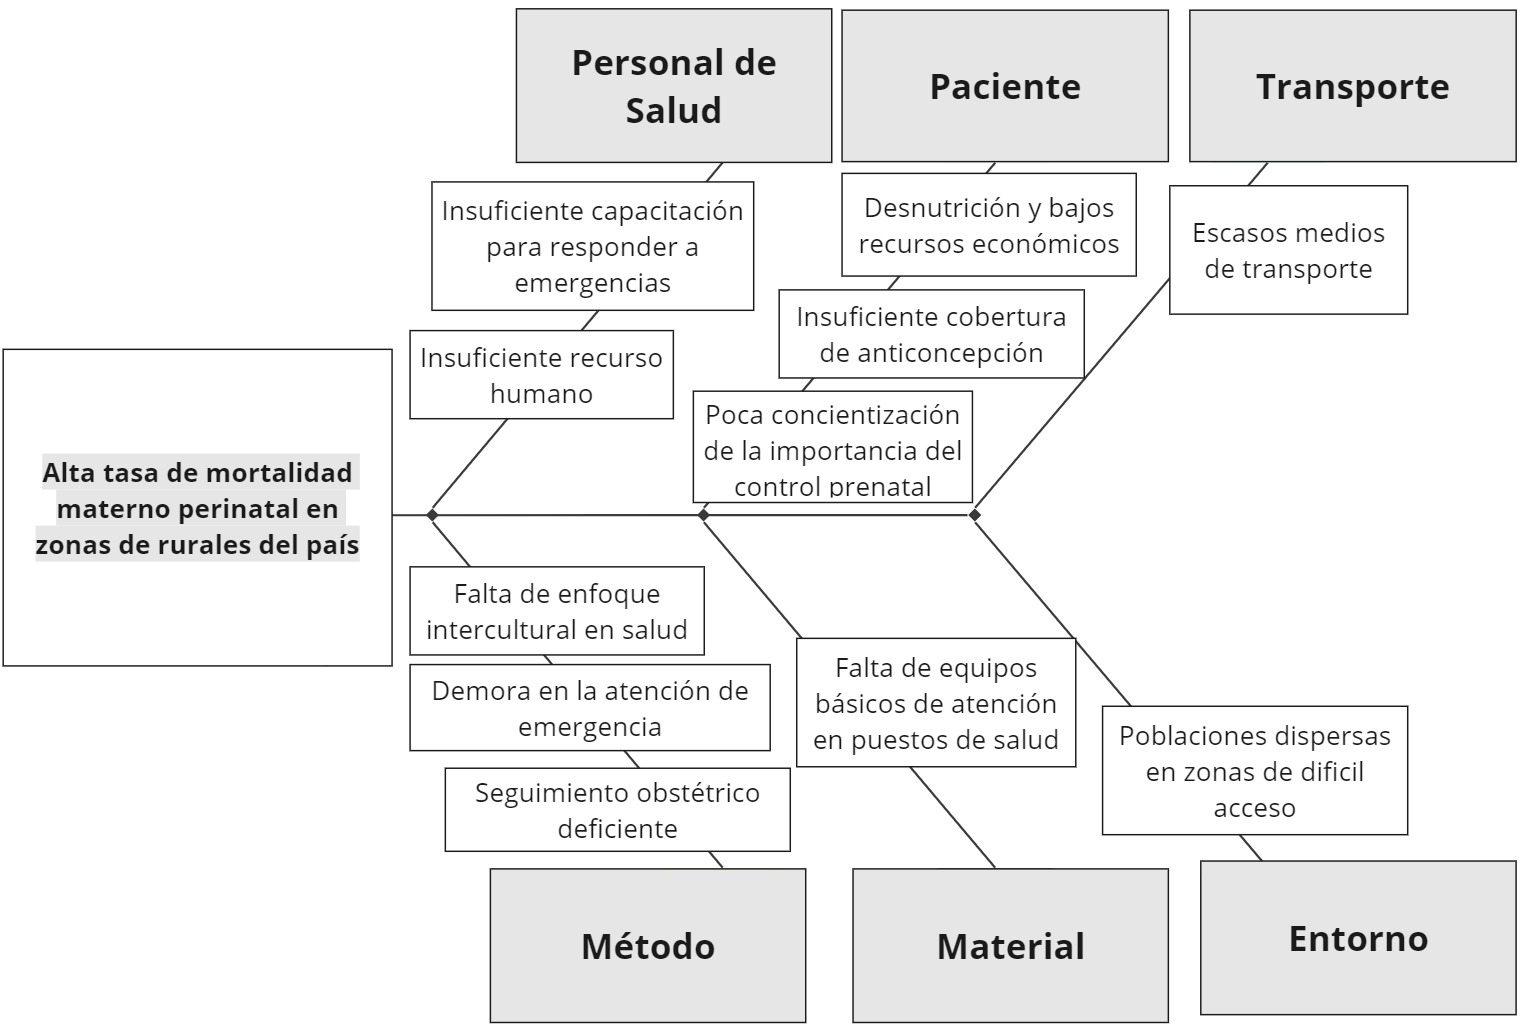 Personal de
Salud
Paciente
Transporte
Insuficiente capacitación
para responder a
emergencias
Desnutrición y bajos
recursos económicos
Escasos medios
de transporte
Insuficiente cobertura
de anticoncepción
Insuficiente recurso
humano
Poca concientización
de la importancia del
control prenatal
Alta tasa de mortalidad
materno perinatal en
zonas de rurales del país
Falta de enfoque
intercultural en salud
Demora en la atención de
emergencia
Seguimiento obstétrico
deficiente
Falta de equipos
básicos de atención
en puestos de salud
Poblaciones dispersas
en zonas de dificil
acceso
Método
Material
Entorno